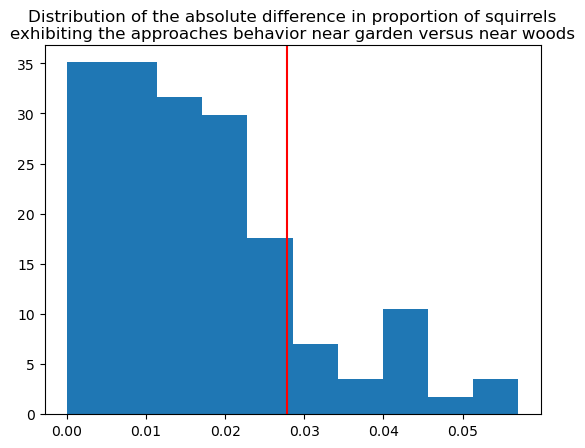 Distribution of the absolute difference in proportion of squirrels
exhibiting the approaches behavior near garden versus near woods
35
30
25
20
15
10
5
0
0.00 0.01 0.02 0.03 0.04 0.05